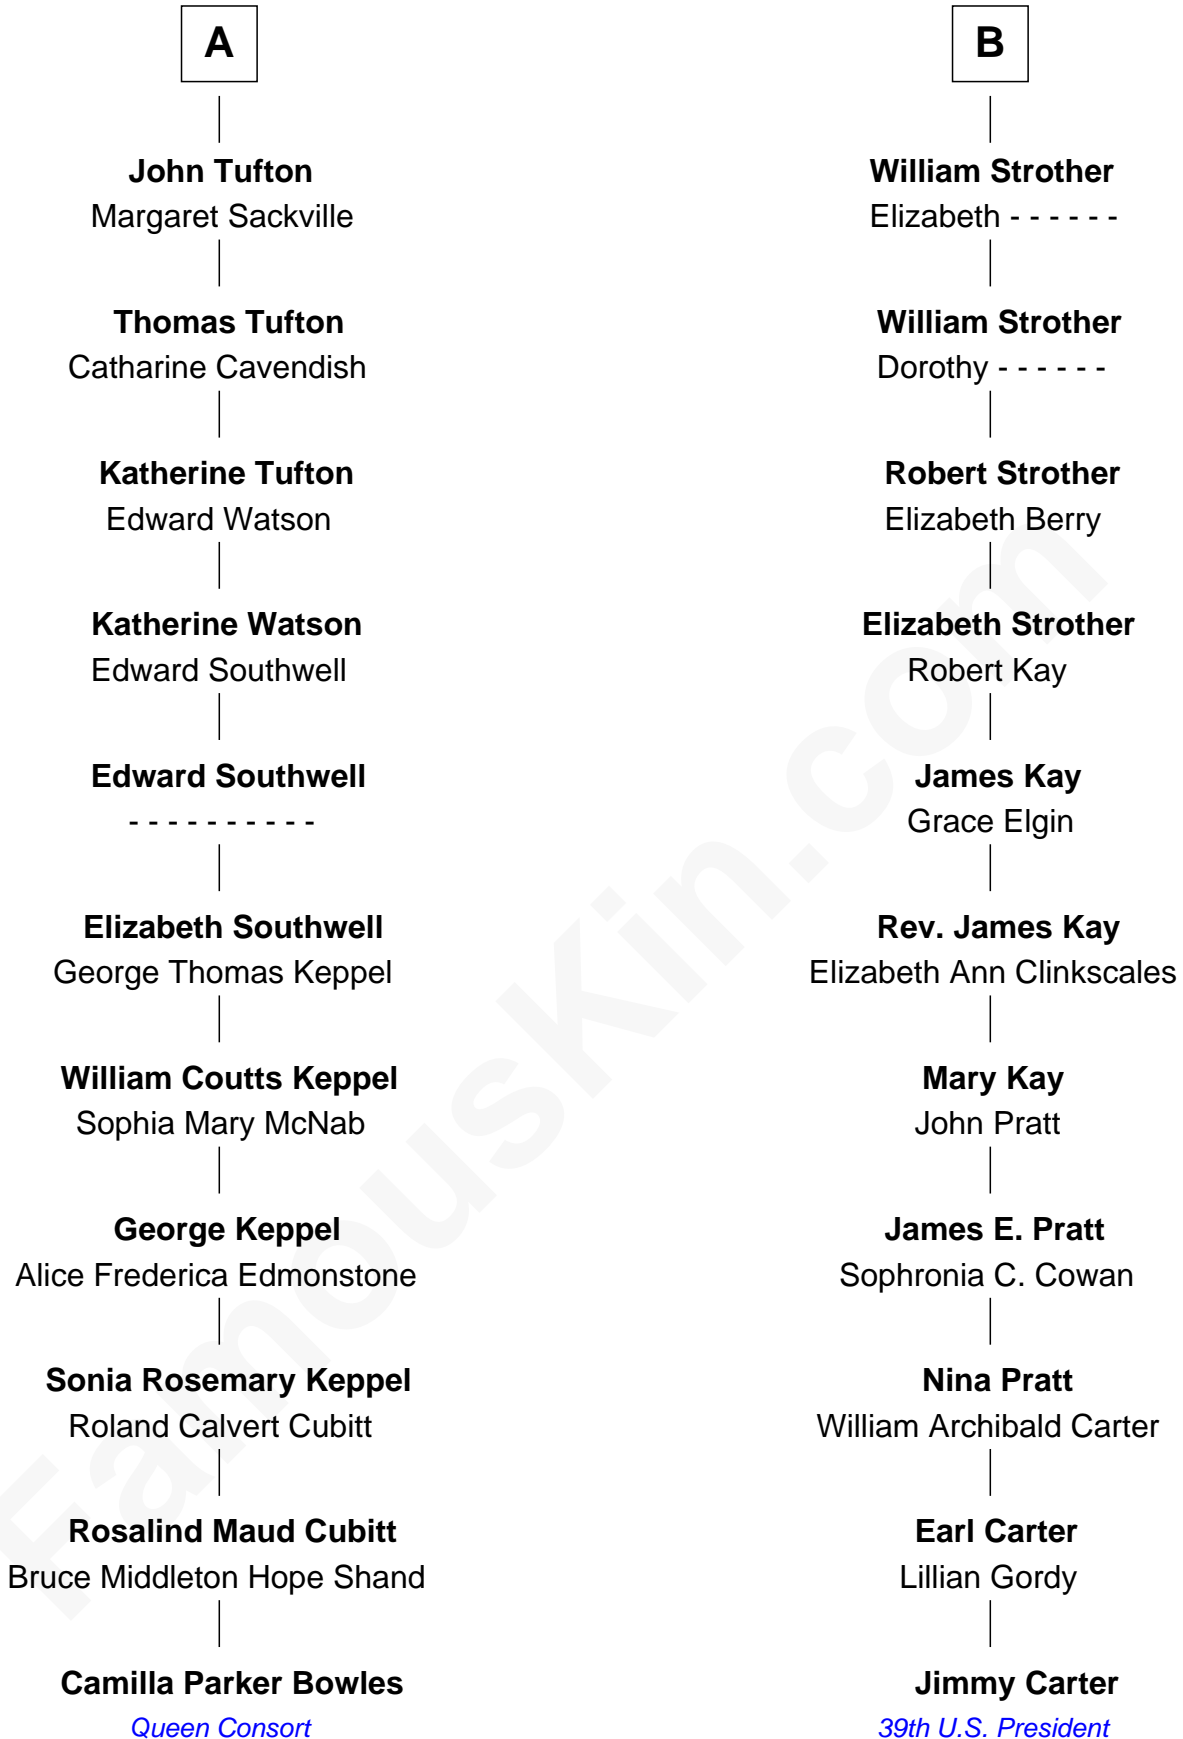 A
John Tufton
Margaret Sackville
Thomas Tufton
Catharine Cavendish
Katherine Tufton
Edward Watson
Katherine Watson
Edward Southwell
Edward Southwell
- - - - - - - - - -
Elizabeth Southwell
George Thomas Keppel
William Coutts Keppel
Sophia Mary McNab
George Keppel
Alice Frederica Edmonstone
Sonia Rosemary Keppel
Roland Calvert Cubitt
Rosalind Maud Cubitt
Bruce Middleton Hope Shand
Camilla Parker Bowles
Queen Consort
B
William Strother
Elizabeth - - - - - -
William Strother
Dorothy - - - - - -
Robert Strother
Elizabeth Berry
Elizabeth Strother
Robert Kay
James Kay
Grace Elgin
Rev. James Kay
Elizabeth Ann Clinkscales
Mary Kay
John Pratt
James E. Pratt
Sophronia C. Cowan
Nina Pratt
William Archibald Carter
Earl Carter
Lillian Gordy
Jimmy Carter
39th U.S. President
FamousKin.com